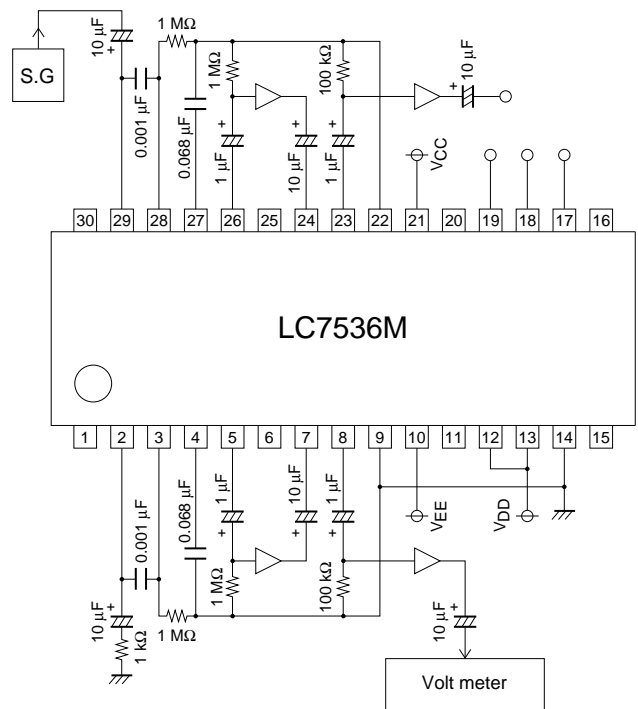 1 MΩ
10 µF
+
S.G
0.001 µF
0.068 µF
1 MΩ
+
1 µF
+
10 µF
100 kΩ
+
1 µF
+
10 µF
VCC
30 29 28 27 26 25 24 23 22 21 20 19 18 17 16
LC7536M
1 2 3 4 5 6 7 8 9 10 11 12 13 14 15
0.001 µF
0.068 µF
1 µF
+
10 µF
+
1 µF
+
VEE
VDD
1 MΩ
100 kΩ
10 µF
+
1 kΩ
1 MΩ
10 µF
+
Volt meter